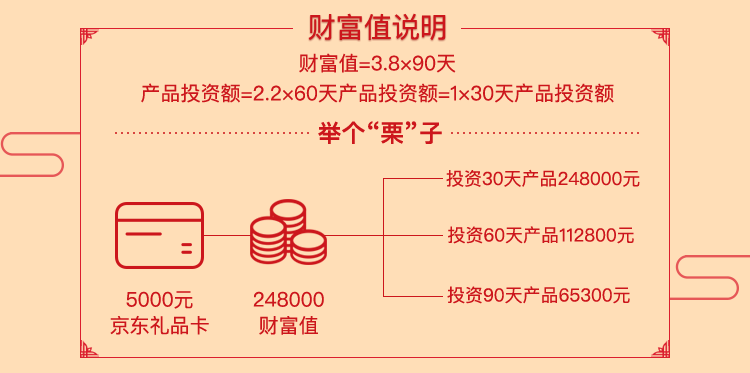 财富值说明
财富值=3.8×90天
产品投资额=2.2×60天产品投资额=1×30天产品投资额
举个“栗”子
投资30天产品248000元
投资60天产品112800元
投资90天产品65300元
5000元
京东礼品卡
248000
财富值